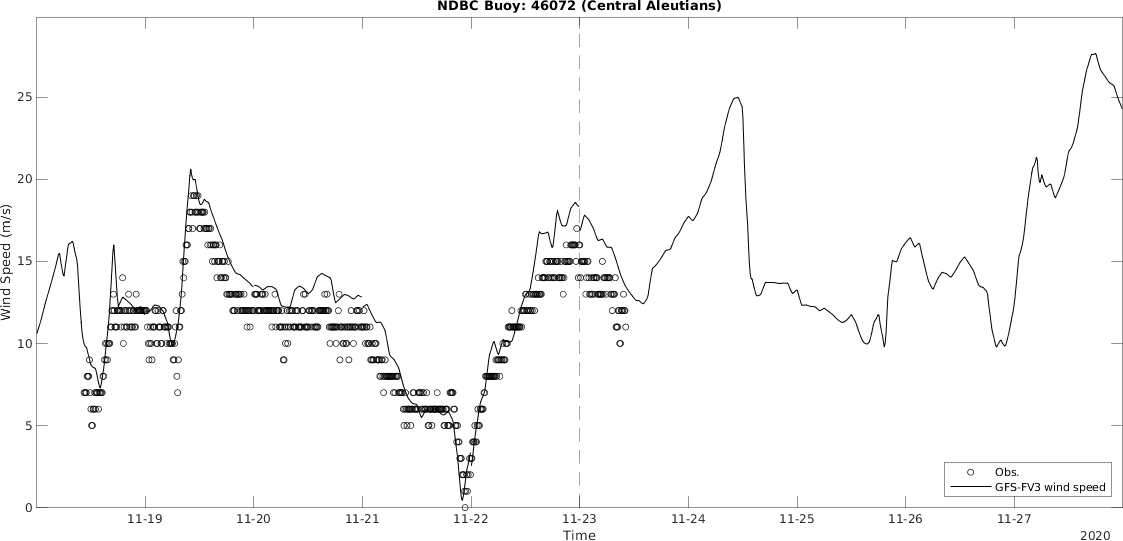 NDBC Buoy: 46072 (Central Aleutians)
25
20
15
10
5
0
Wind Speed (m/s)
11-19 11-20 11-21 11-22 11-23 11-24 11-25 11-26 11-27
Time
2020
Obs.
GFS-FV3 wind speed